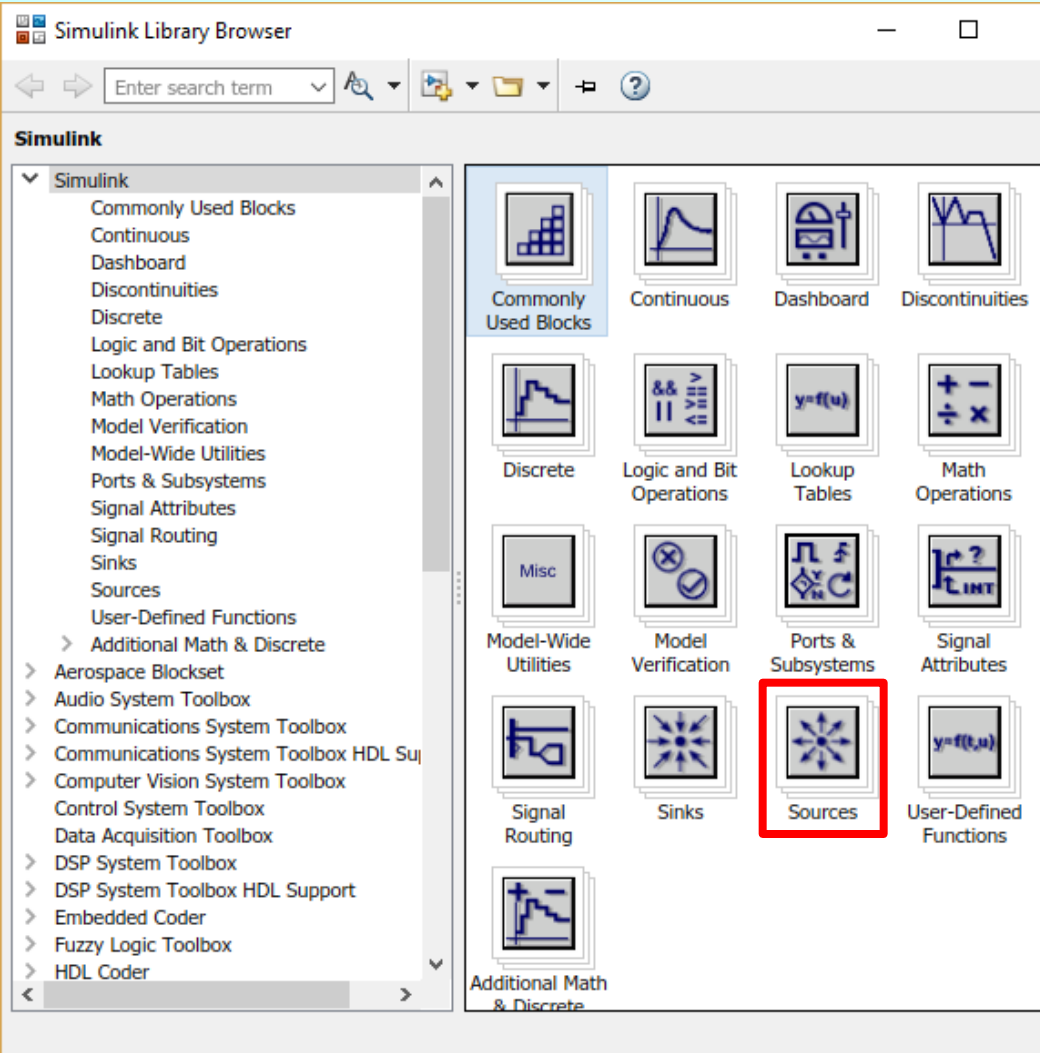 Simulink Library Browser
Enter search term
Simulink
Simulink
Commonly Used Blocks
Continuous
Dashboard
Discontinuities
Discrete
Logic and Bit Operations
Lookup Tables
Math Operations
Model Verification
Model-Wide Utilities
Ports & Subsystems
Signal Attributes
Signal Routing
Sinks
Sources
User-Defined Functions
Additional Math & Discrete
Aerospace Blockset
Audio System Toolbox
Communications System Toolbox
Communications System Toolbox HDL Su
Computer Vision System Toolbox
Control System Toolbox
Data Acquisition Toolbox
DSP System Toolbox
DSP System Toolbox HDL Support
Embedded Coder
Fuzzy Logic Toolbox
HDL Coder
Commonly
Used Blocks
Continuous
Dashboard
Discontinuities
&& >
==
|| >=
<=
y=f(u)
+ −
÷ ×
Discrete
Logic and Bit
Operations
Lookup
Tables
Math
Operations
Misc
Y
N
?
INT
Model-Wide
Utilities
Model
Verification
Ports &
Subsystems
Signal
Attributes
y=f(t,u)
Signal
Routing
Sinks
Sources
User-Defined
Functions
+ −
Additional Math
& Discrete